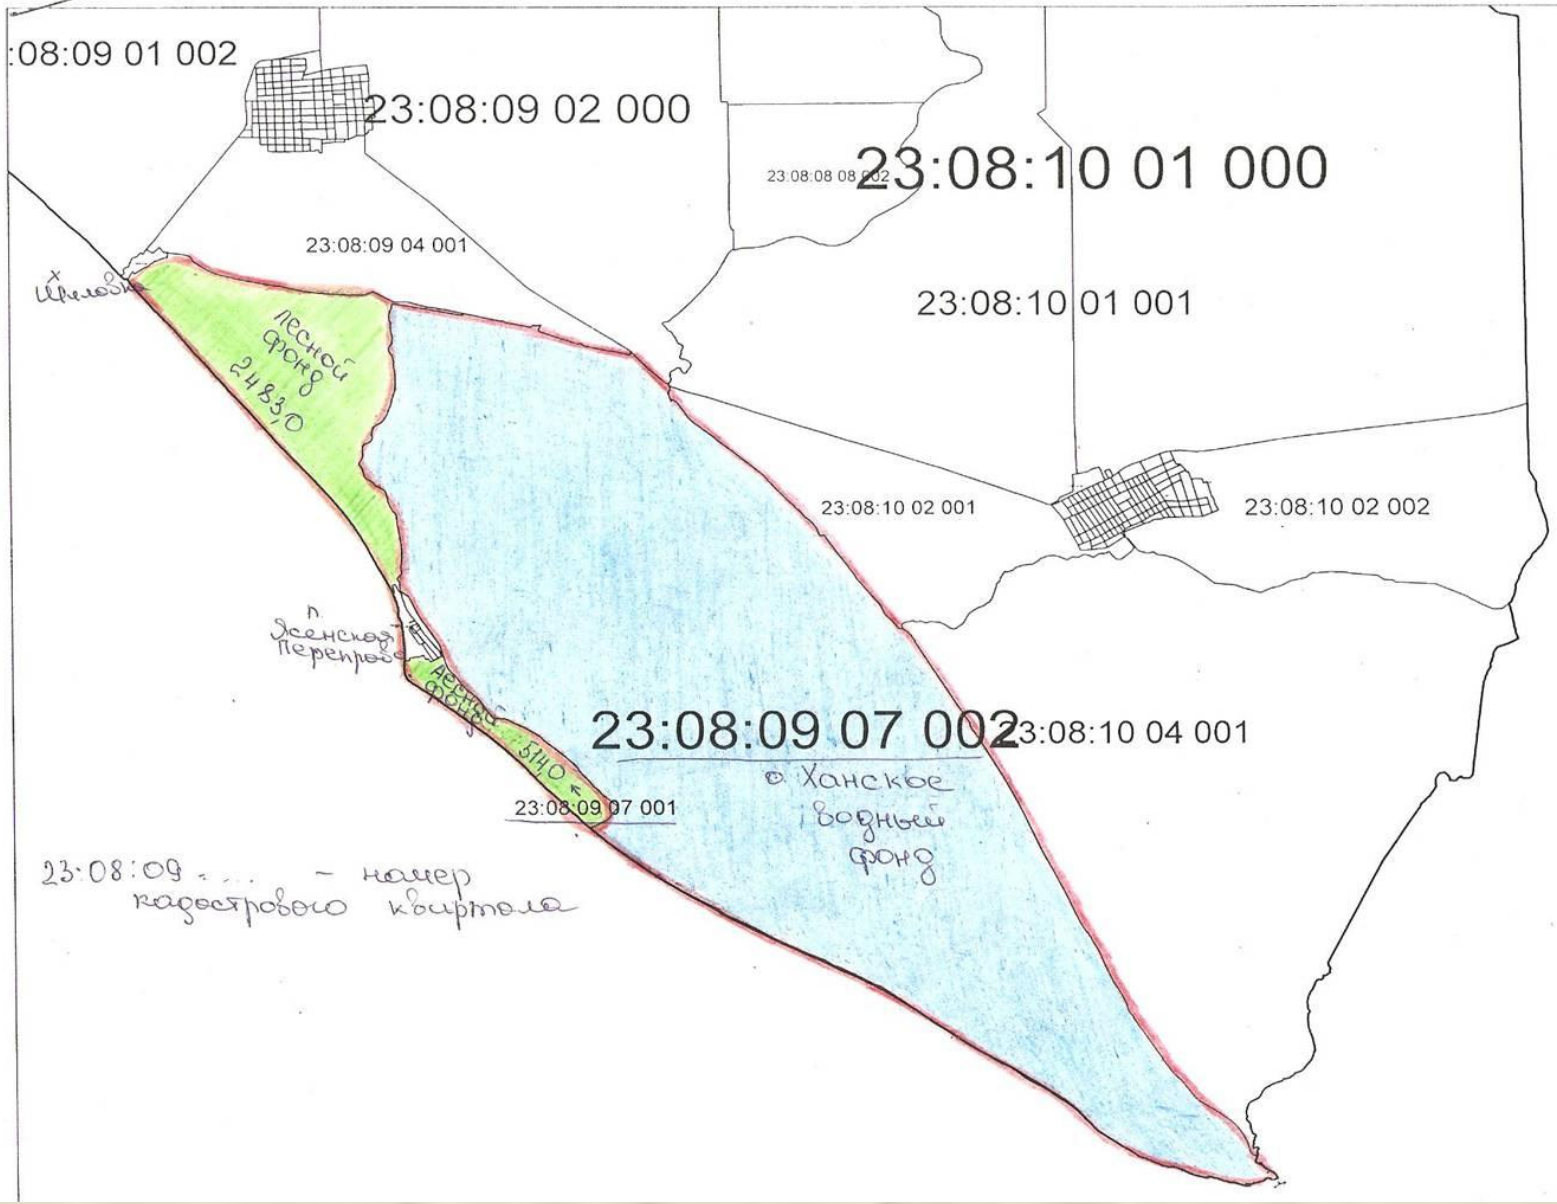 :08:09 01 002
23:08:09 02 000
23:08:08 08 002
23:08:10 01 000
23:08:09 04 001
23:08:10 01 001
х
лесной
фонд
2483,0
23:08:10 02 001
23:08:10 02 002
п.
Ясенская
Переправа
лесной
фонд
514,0
23:08:09 07 002
23:08:10 04 001
о. Ханское
водный
фонд
23:08:09 07 001
23:08:09 .... - номер
кадострового квартала